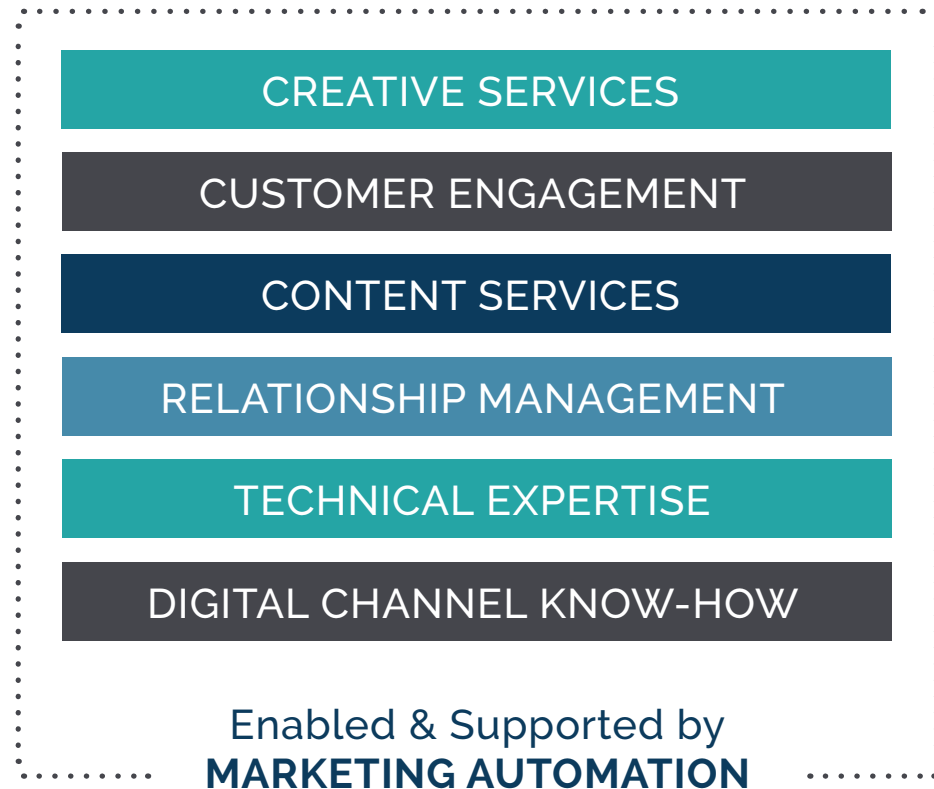 CREATIVE SERVICES
CUSTOMER ENGAGEMENT
CONTENT SERVICES
RELATIONSHIP MANAGEMENT
TECHNICAL EXPERTISE
DIGITAL CHANNEL KNOW-HOW
Enabled & Supported by
MARKETING AUTOMATION